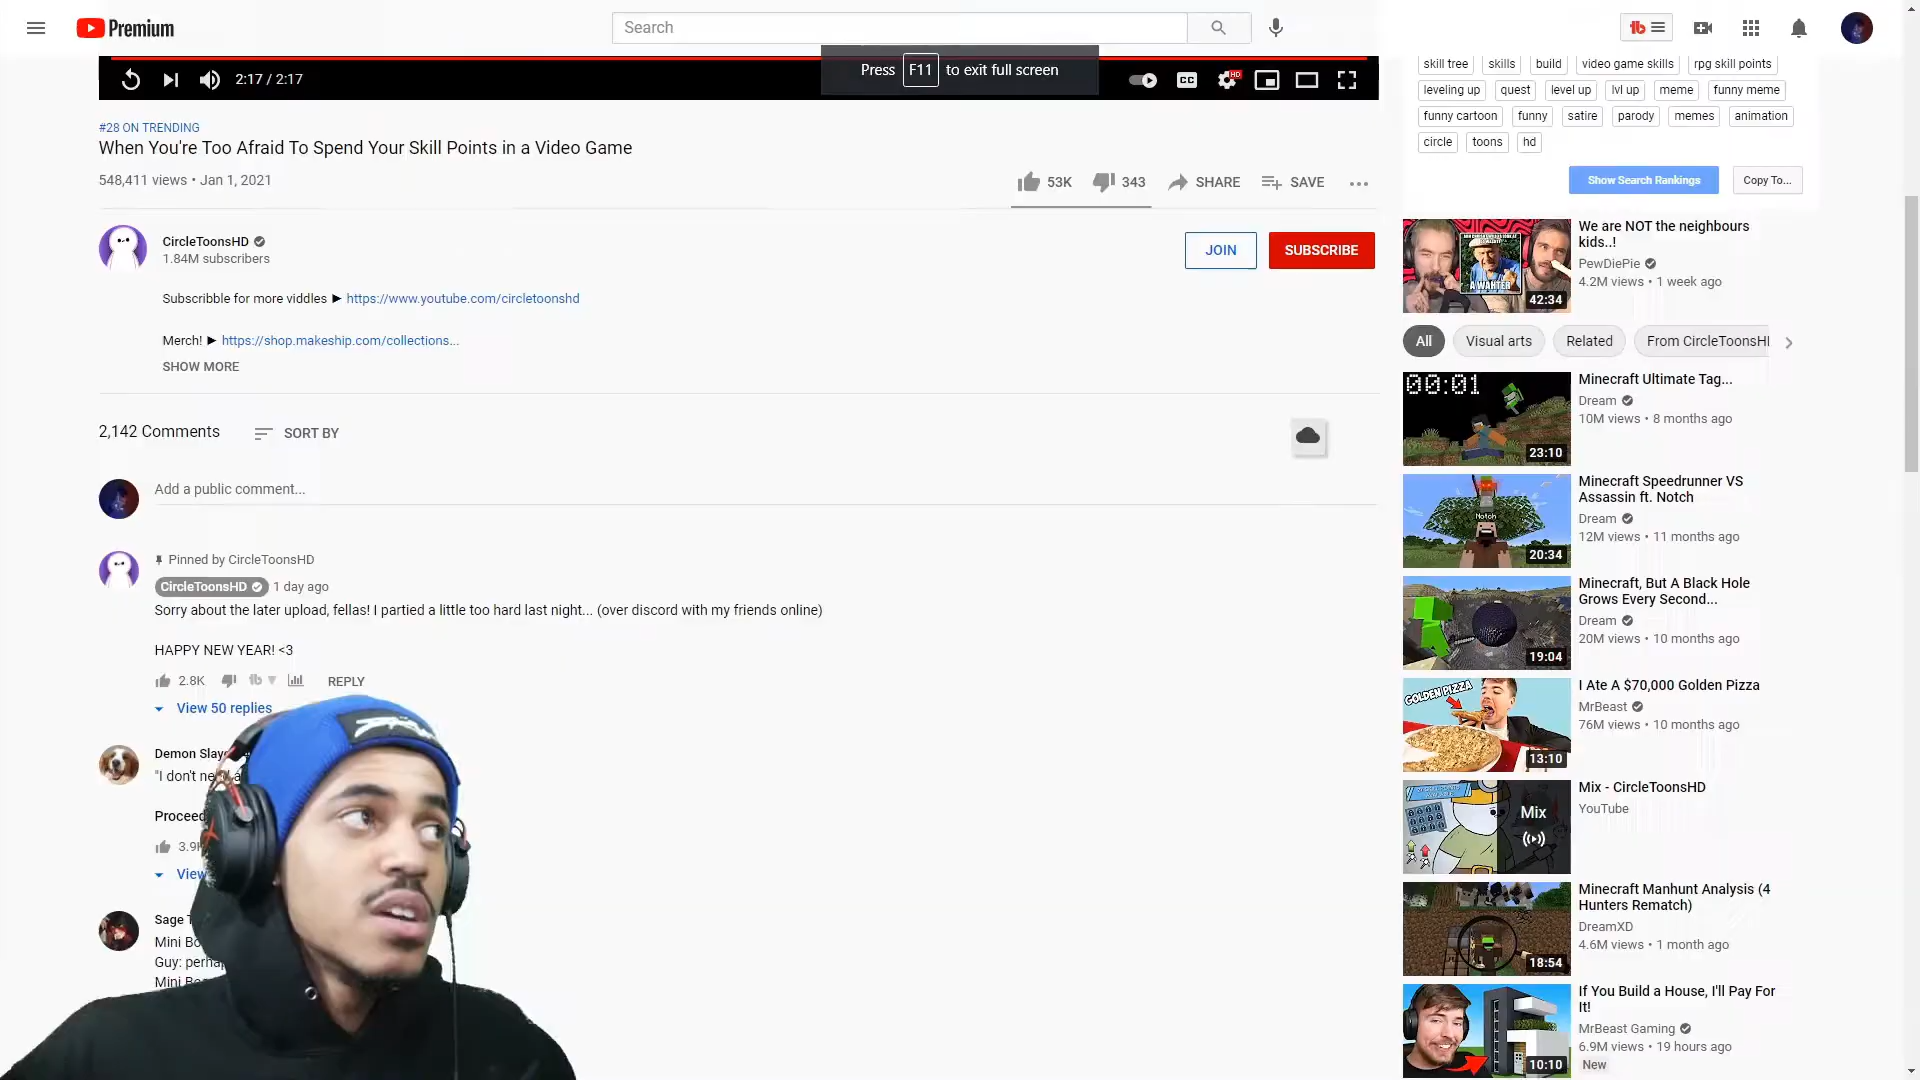 Premium
Search
Press F11 to exit full screen
2:17 / 2:17
CC
HD
#28 ON TRENDING
When You're Too Afraid To Spend Your Skill Points in a Video Game
548,411 views • Jan 1, 2021
53K
343
SHARE
SAVE
CircleToonsHD
1.84M subscribers
JOIN
SUBSCRIBE
Subscribble for more viddles ► https://www.youtube.com/circletoonshd
Merch! ► https://shop.makeship.com/collections...
SHOW MORE
2,142 Comments
SORT BY
Add a public comment...
Pinned by CircleToonsHD
CircleToonsHD 1 day ago
Sorry about the later upload, fellas! I partied a little too hard last night... (over discord with my friends online)
HAPPY NEW YEAR! <3
2.8K
tb
REPLY
View 50 replies
Demon
"I don't
Proceed
View
Sage
Mini
Guy:
Mini
tb
skill tree skills build video game skills rpg skill points
leveling up quest level up lvl up meme funny meme
funny cartoon funny satire parody memes animation
circle toons hd
Show Search Rankings
Copy To...
A WAHTER
42:34
We are NOT the neighbours
kids..!
PewDiePie
4.2M views • 1 week ago
All Visual arts Related From CircleToonsH
00:01
23:10
Minecraft Ultimate Tag...
Dream
10M views • 8 months ago
Notch
20:34
Minecraft Speedrunner VS
Assassin ft. Notch
Dream
12M views • 11 months ago
19:04
Minecraft, But A Black Hole
Grows Every Second...
Dream
20M views • 10 months ago
GOLDEN PIZZA
13:10
I Ate A $70,000 Golden Pizza
MrBeast
76M views • 10 months ago
Mix
Mix - CircleToonsHD
YouTube
18:54
Minecraft Manhunt Analysis (4
Hunters Rematch)
DreamXD
4.6M views • 1 month ago
10:10
If You Build a House, I'll Pay For
It!
MrBeast Gaming
6.9M views • 19 hours ago
New